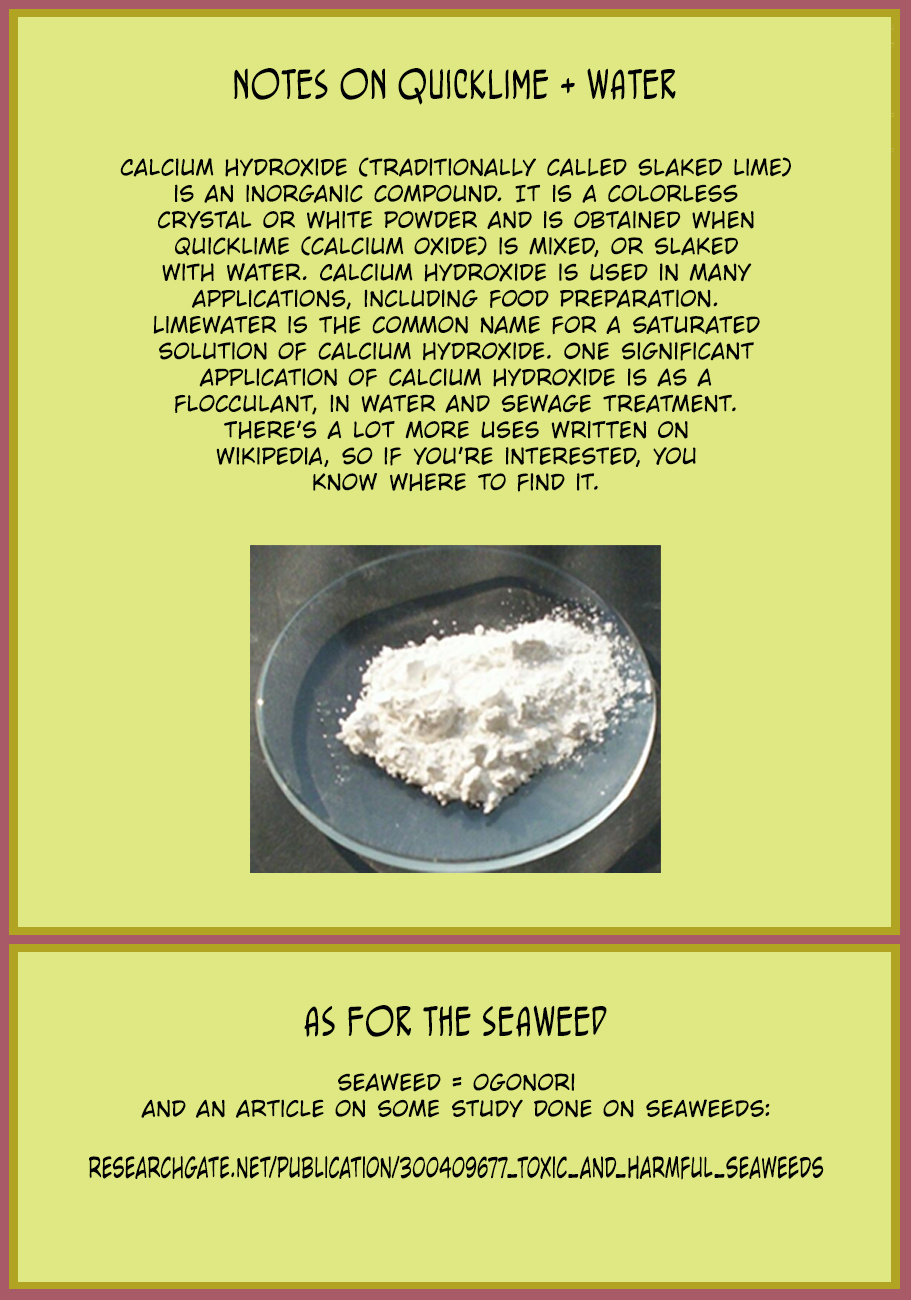 NOTES ON QUICKLIME + WATER
CALCIUM HYDROXIDE (TRADITIONALLY CALLED SLAKED LIME)
IS AN INORGANIC COMPOUND. IT IS A COLORLESS
CRYSTAL OR WHITE POWDER AND IS OBTAINED WHEN
QUICKLIME (CALCIUM OXIDE) IS MIXED, OR SLAKED
WITH WATER. CALCIUM HYDROXIDE IS USED IN MANY
APPLICATIONS, INCLUDING FOOD PREPARATION.
LIMEWATER IS THE COMMON NAME FOR A SATURATED
SOLUTION OF CALCIUM HYDROXIDE. ONE SIGNIFICANT
APPLICATION OF CALCIUM HYDROXIDE IS AS A
FLOCCULANT, IN WATER AND SEWAGE TREATMENT.
THERE'S A LOT MORE USES WRITTEN ON
WIKIPEDIA, SO IF YOU'RE INTERESTED, YOU
KNOW WHERE TO FIND IT.
AS FOR THE SEAWEED
SEAWEED = OGONORI
AND AN ARTICLE ON SOME STUDY DONE ON SEAWEEDS:
RESEARCHGATE.NET/PUBLICATION/300409677_TOXIC_AND_HARMFUL_SEAWEEDS